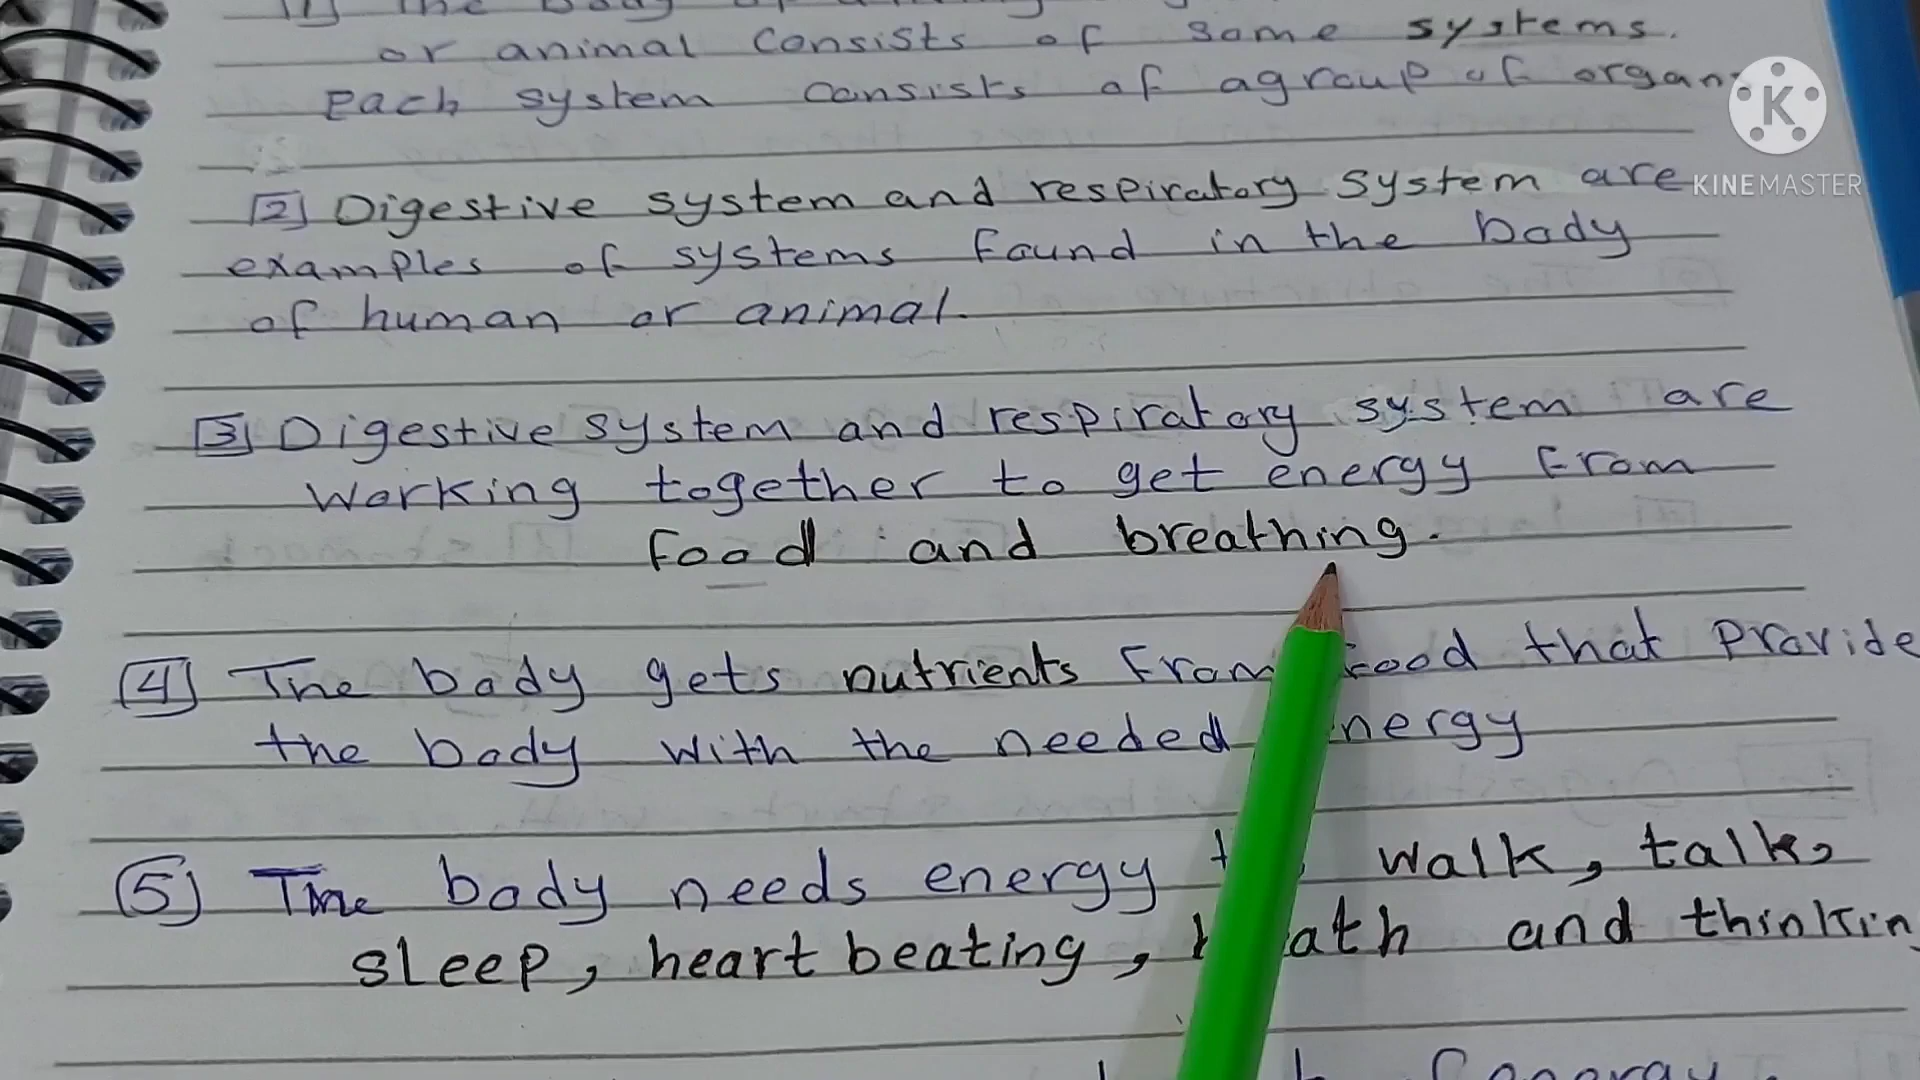 or animal consists of some systems.
Each system consists of agroup of organ
K
KINEMASTER
[2] Digestive system and respiratory system are
examples of systems found in the body
of human or animal.
[3] Digestive system and respiratory system are
working together to get energy from
food and breathing.
[4] The body gets nutrients from food that provide
the body with the needed nergy
(5) The body needs energy walk, talk,
sleep, heart beating, and thinkin